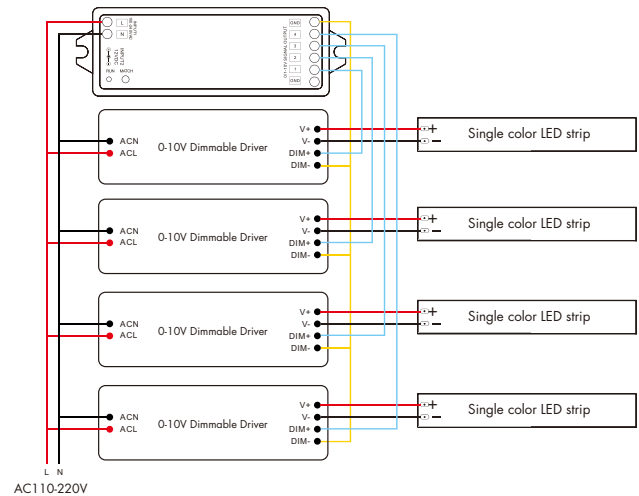 L
N
INPUT1
INPUT2
12VDC
RUN MATCH
GND
4
3
2
1
GND
V+
ACN
V-
0-10V Dimmable Driver
ACL
DIM+
DIM-
+
Single color LED strip
−
V+
ACN
V-
0-10V Dimmable Driver
ACL
DIM+
DIM-
+
Single color LED strip
−
V+
ACN
V-
0-10V Dimmable Driver
ACL
DIM+
DIM-
+
Single color LED strip
−
V+
ACN
V-
0-10V Dimmable Driver
ACL
DIM+
DIM-
+
Single color LED strip
−
L N
AC110-220V